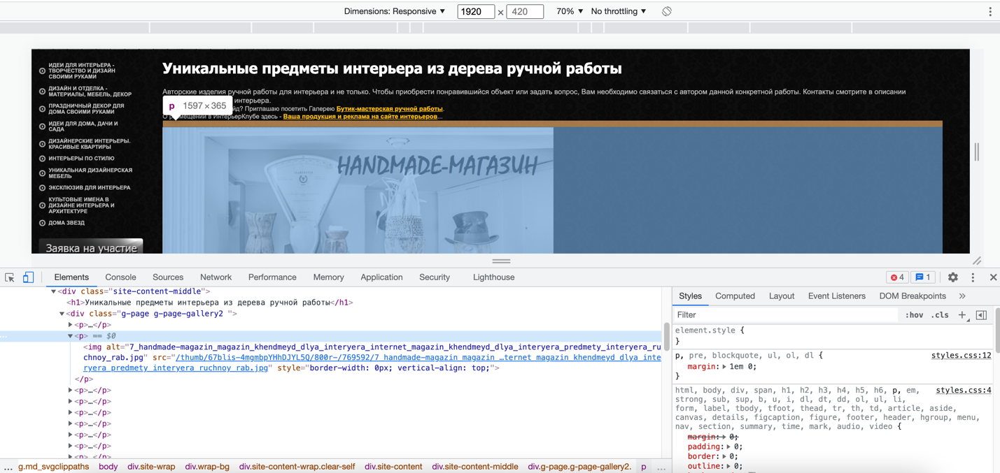 Dimensions: Responsive ▼ 1920 × 420 70% ▼ No throttling ▼
ИДЕИ ДЛЯ ИНТЕРЬЕРА -
ТВОРЧЕСТВО И ДИЗАЙН
СВОИМИ РУКАМИ
ДИЗАЙН И ОТДЕЛКА -
МАТЕРИАЛЫ, МЕБЕЛЬ, ДЕКОР
ПРАЗДНИЧНЫЙ ДЕКОР ДЛЯ
ДОМА СВОИМИ РУКАМИ
ИДЕИ ДЛЯ ДОМА, ДАЧИ И
САДА
ДИЗАЙНЕРСКИЕ ИНТЕРЬЕРЫ.
КРАСИВЫЕ КВАРТИРЫ
ИНТЕРЬЕРЫ ПО СТИЛЮ
УНИКАЛЬНАЯ ДИЗАЙНЕРСКАЯ
МЕБЕЛЬ
ЭКСКЛЮЗИВ ДЛЯ ИНТЕРЬЕРА
КУЛЬТОВЫЕ ИМЕНА В
ДИЗАЙНЕ ИНТЕРЬЕРА И
АРХИТЕКТУРЕ
ДОМА ЗВЕЗД
Заявка на участие
Уникальные предметы интерьера из дерева ручной работы
Авторские изделия ручной работы для интерьера и не только. Чтобы приобрести понравившийся объект или задать вопрос, Вам необходимо связаться с автором данной конкретной работы. Контакты смотрите в описании
интерьера.
Приглашаю посетить Галерею Бутик-мастерская ручной работы.
в ИнтерьерКлубе здесь - Ваша продукция и реклама на сайте интерьеров...
p 1597 × 365
HANDMADE-МАГАЗИН
Elements Console Sources Network Performance Memory Application Security Lighthouse 4 1
▼<div class="site-content-middle">
<h1>Уникальные предметы интерьера из дерева ручной работы</h1>
▼<div class="g-page g-page-gallery2 ">
▶<p>…</p>
... ▼<p> == $0
<img alt="7_handmade-magazin_magazin_khendmeyd_dlya_interyera_internet_magazin_khendmeyd_dlya_interyera_predmety_interyera_ru
chnoy_rab.jpg" src="/thumb/67blis-4mgmbpYHhDJYL5Q/800r-/769592/7_handmade_magazin_magazin_…ternet_magazin_khendmeyd_dlya_inte
ryera_predmety_interyera_ruchnoy_rab.jpg" style="border-width: 0px; vertical-align: top;">
</p>
▶<p>…</p>
▶<p>…</p>
▶<p>…</p>
▶<p>…</p>
▶<p>…</p>
▶<p>…</p>
▶<p>…</p>
... g.md_svgclippaths body div.site-wrap div.wrap-bg div.site-content-wrap.clear-self div.site-content div.site-content-middle div.g-page.g-page-gallery2. p ...
Styles Computed Layout Event Listeners DOM Breakpoints »
Filter :hov .cls +
element.style {
}
p, pre, blockquote, ul, ol, dl { styles.css:12
margin:▶ 1em 0;
}
html, body, div, span, h1, h2, h3, h4, h5, h6, p, em, styles.css:4
strong, sub, sup, b, u, i, dl, dt, dd, ol, ul, li,
form, label, tbody, tfoot, thead, tr, th, td, article, aside,
canvas, details, figcaption, figure, footer, header, hgroup, menu,
nav, section, summary, time, mark, audio, video {
margin:▶ 0;
padding:▶ 0;
border:▶ 0;
outline:▶ 0;